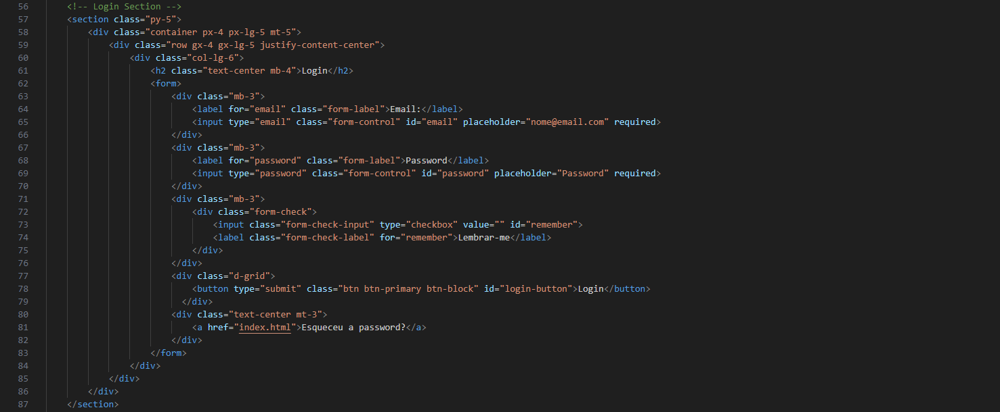 56 <!-- Login Section -->
57 <section class="py-5">
58 <div class="container px-4 px-lg-5 mt-5">
59 <div class="row gx-4 gx-lg-5 justify-content-center">
60 <div class="col-lg-6">
61 <h2 class="text-center mb-4">Login</h2>
62 <form>
63 <div class="mb-3">
64 <label for="email" class="form-label">Email:</label>
65 <input type="email" class="form-control" id="email" placeholder="nome@email.com" required>
66 </div>
67 <div class="mb-3">
68 <label for="password" class="form-label">Password</label>
69 <input type="password" class="form-control" id="password" placeholder="Password" required>
70 </div>
71 <div class="mb-3">
72 <div class="form-check">
73 <input class="form-check-input" type="checkbox" value="" id="remember">
74 <label class="form-check-label" for="remember">Lembrar-me</label>
75 </div>
76 </div>
77 <div class="d-grid">
78 <button type="submit" class="btn btn-primary btn-block" id="login-button">Login</button>
79 </div>
80 <div class="text-center mt-3">
81 <a href="index.html">Esqueceu a password?</a>
82 </div>
83 </form>
84 </div>
85 </div>
86 </div>
87 </section>